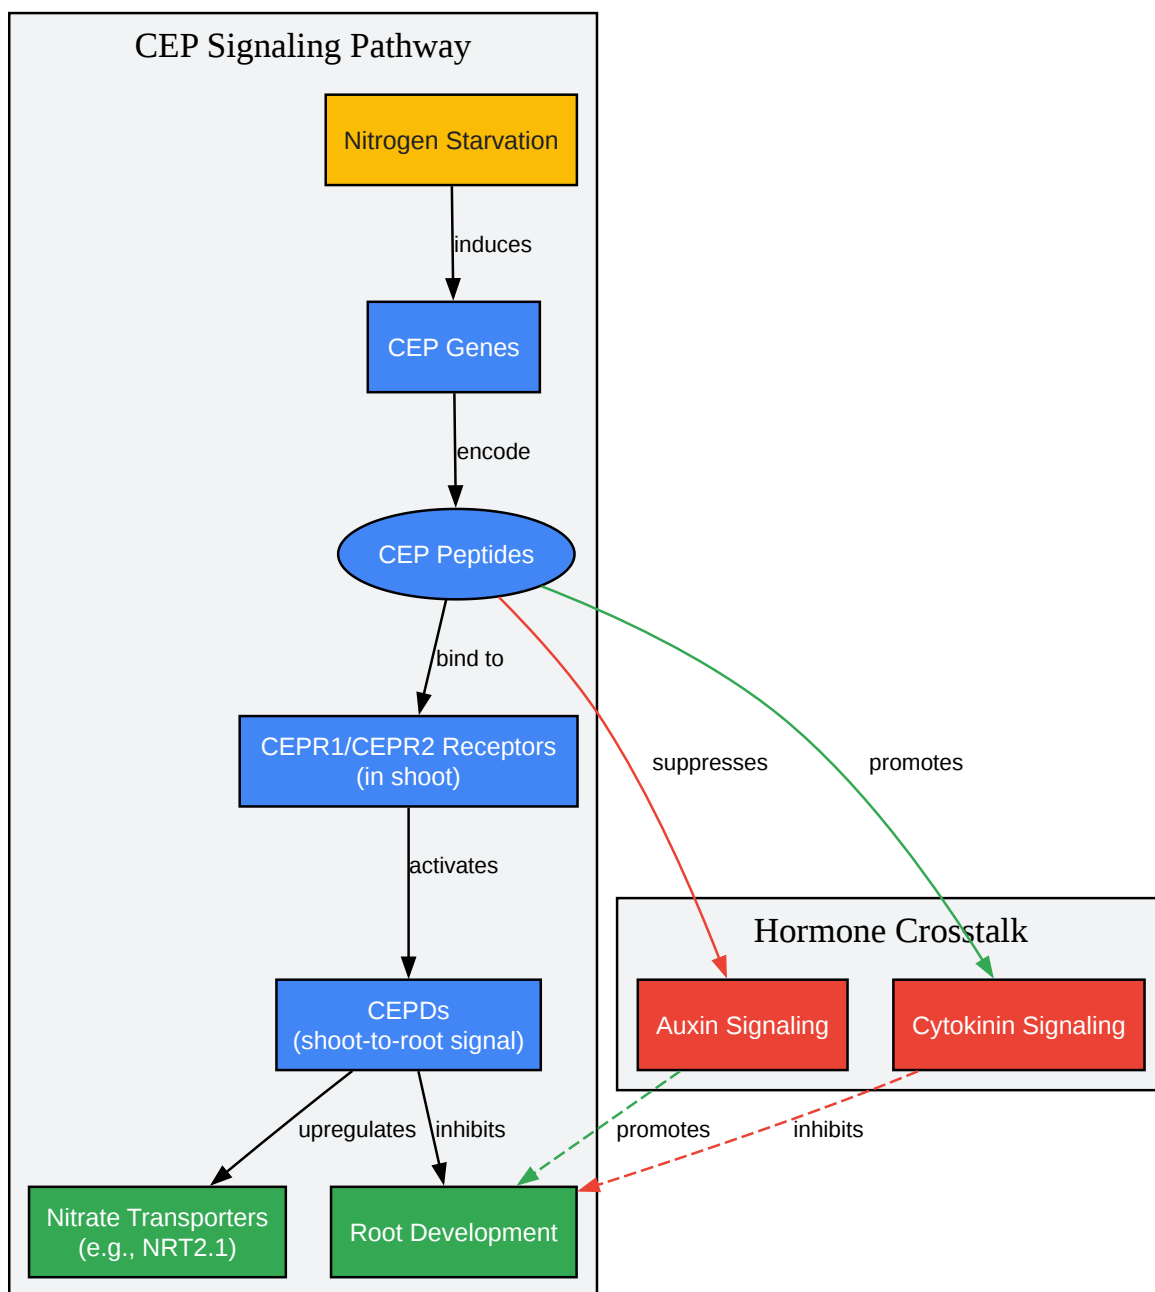 CEP Signaling Pathway
Nitrogen Starvation
induces
CEP Genes
encode
CEP Peptides
bind to
CEPR1/CEPR2 Receptors
(in shoot)
suppresses
promotes
activates
Hormone Crosstalk
CEPDs
(shoot-to-root signal)
Auxin Signaling
Cytokinin Signaling
upregulates
inhibits
promotes
inhibits
Nitrate Transporters
(e.g., NRT2.1)
Root Development